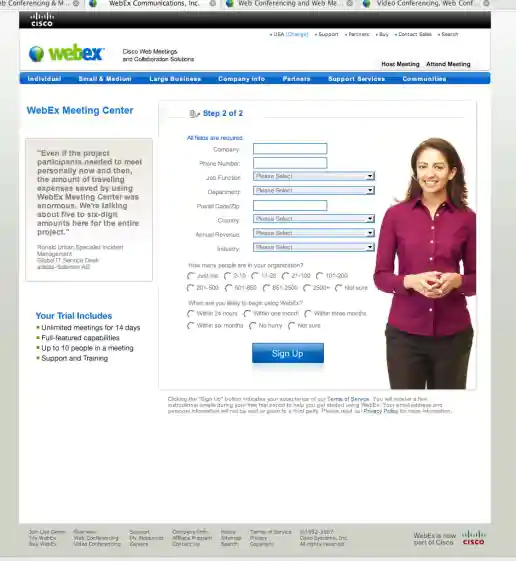 eb Conferencing & M...
WebEx Communications, Inc.
Web Conferencing and Web Me...
Video Conferencing, Web Conf...
CISCO
USA [Change] Support Partners Buy Contact Sales Search
webex
Cisco Web Meetings
and Collaboration Solutions
Host Meeting Attend Meeting
Individual Small & Medium Large Business Company Info Partners Support Services Communities
WebEx Meeting Center
Step 2 of 2
All fields are required.
Company:
Phone Number:
Job Function: Please Select
Department: Please Select
Postal Code/Zip:
Country: Please Select
Annual Revenue: Please Select
Industry: Please Select
How many people are in your organization?
Just me 2-10 11-20 21-100 101-200
201-500 501-850 851-2500 2500+ Not sure
When are you likely to begin using WebEx?
Within 24 hours Within one month Within three months
Within six months No hurry Not sure
Sign Up
"Even if the project
participants needed to meet
personally now and then,
the amount of traveling
expenses saved by using
WebEx Meeting Center was
enormous. We're talking
about five to six-digit
amounts here for the entire
project."
Ronald Urban Specialist Incident
Management
Global IT Service Desk
adidas-Salomon AG
Your Trial Includes
Unlimited meetings for 14 days
Full-featured capabilities
Up to 10 people in a meeting
Support and Training
Clicking the "Sign Up" button indicates your acceptance of our Terms of Service. You will receive a few
instructional emails during your free trial period to help you get started using WebEx. Your email address and
personal information will not be sold or given to a third party. Please read our Privacy Policy for more information.
Join Use Demo Overview Support Company Info Home Terms of Service ©1992-2007
Try WebEx Web Conferencing My Resources Affiliate Program Sitemap Privacy Cisco Systems, Inc.
Buy WebEx Video Conferencing Careers Contact Us Search Copyright All rights reserved.
WebEx is now
part of Cisco
CISCO